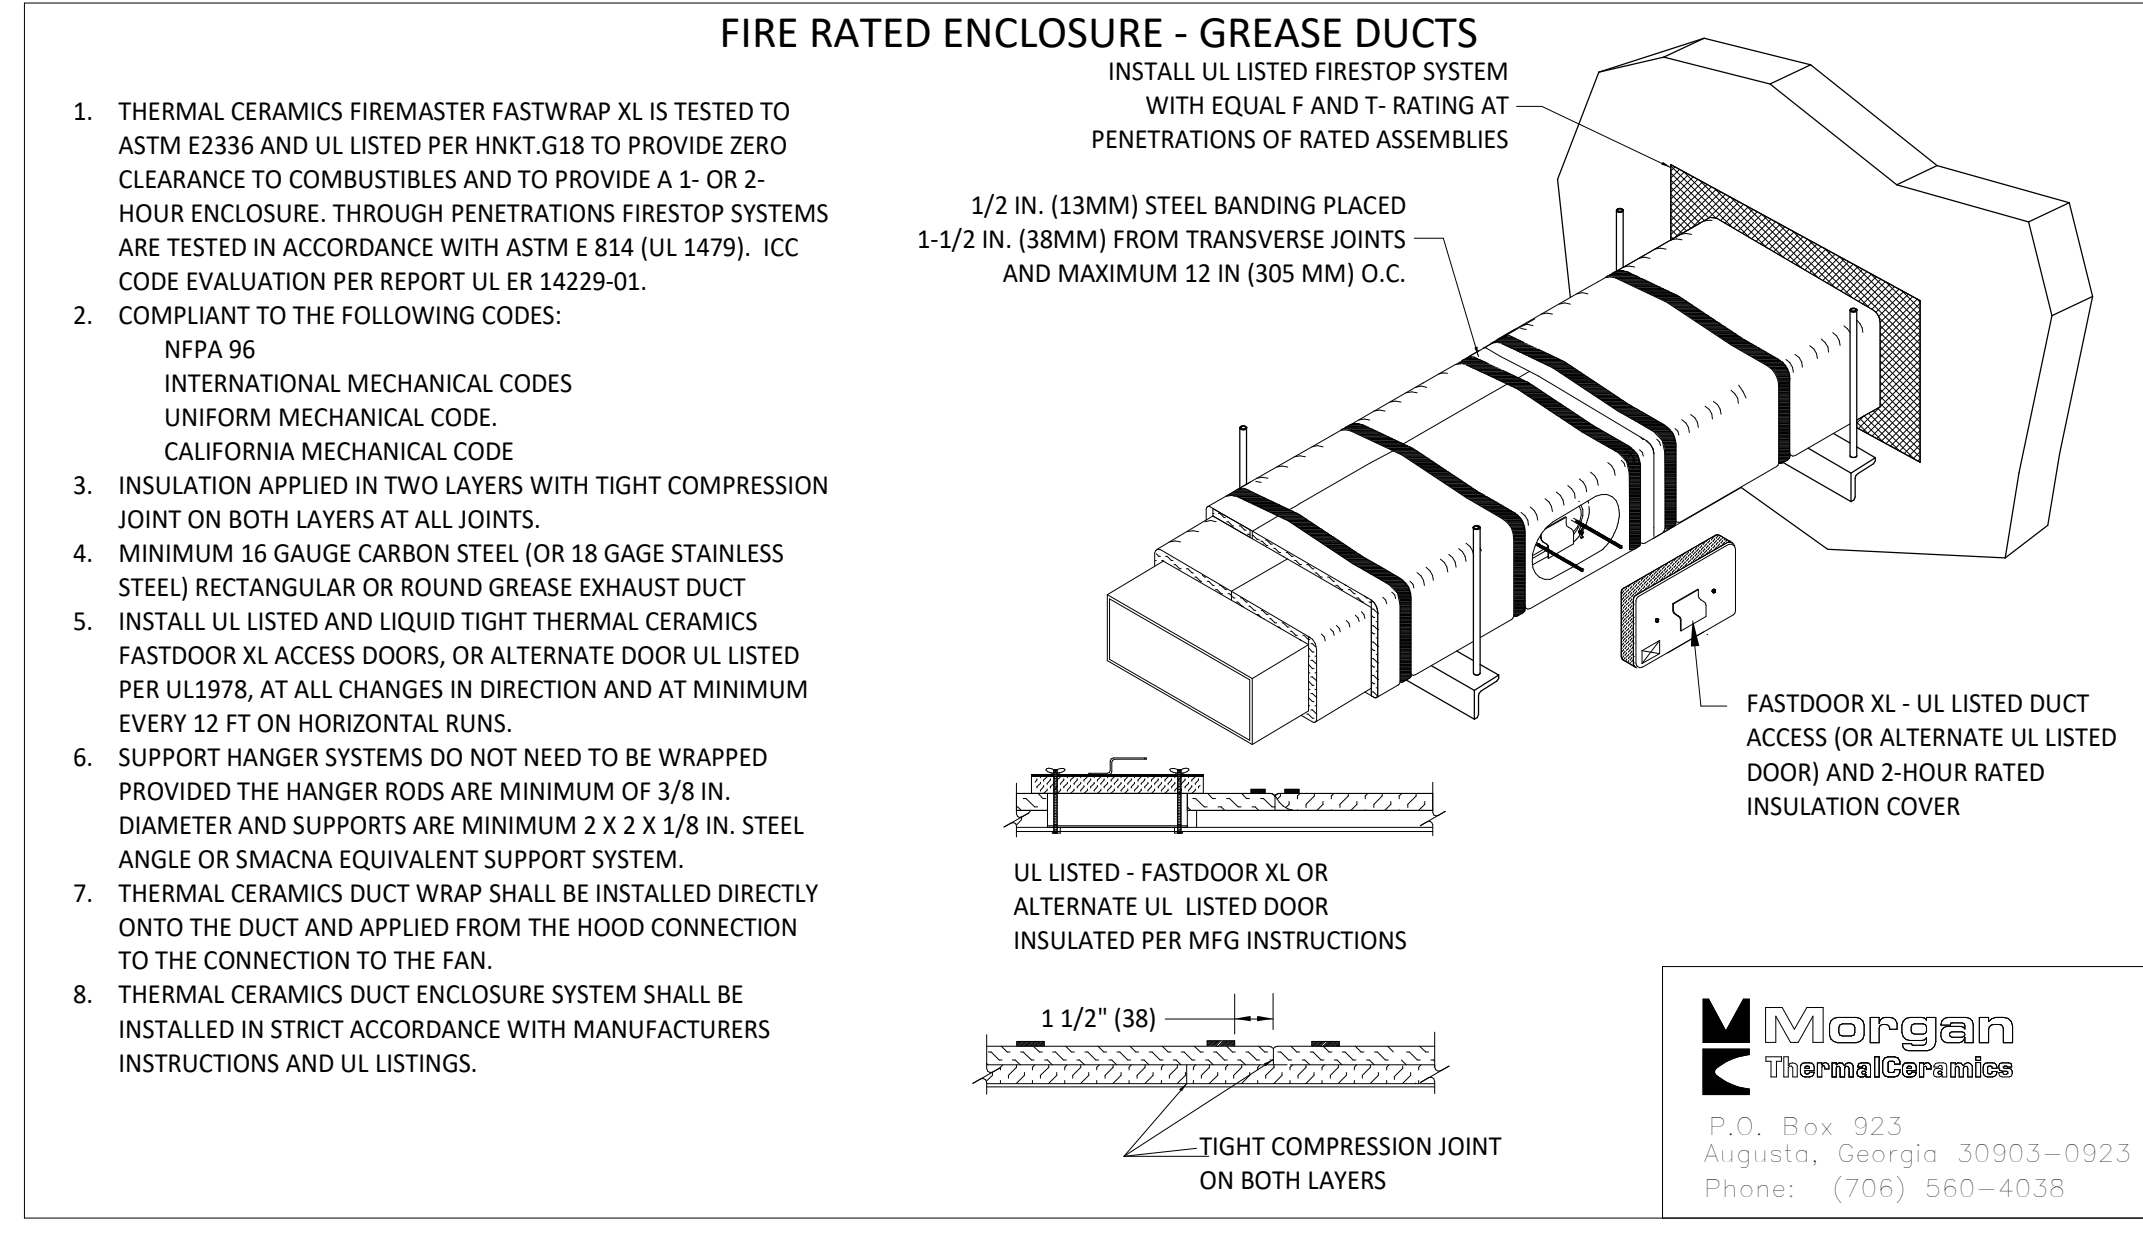 FIRE RATED ENCLOSURE - GREASE DUCTS
1. THERMAL CERAMICS FIREMASTER FASTWRAP XL IS TESTED TO
ASTM E2336 AND UL LISTED PER HNKT.G18 TO PROVIDE ZERO
CLEARANCE TO COMBUSTIBLES AND TO PROVIDE A 1- OR 2-
HOUR ENCLOSURE. THROUGH PENETRATIONS FIRESTOP SYSTEMS
ARE TESTED IN ACCORDANCE WITH ASTM E 814 (UL 1479).  ICC
CODE EVALUATION PER REPORT UL ER 14229-01.
2. COMPLIANT TO THE FOLLOWING CODES:
NFPA 96
INTERNATIONAL MECHANICAL CODES
UNIFORM MECHANICAL CODE.
CALIFORNIA MECHANICAL CODE
3. INSULATION APPLIED IN TWO LAYERS WITH TIGHT COMPRESSION
JOINT ON BOTH LAYERS AT ALL JOINTS.
4. MINIMUM 16 GAUGE CARBON STEEL (OR 18 GAGE STAINLESS
STEEL) RECTANGULAR OR ROUND GREASE EXHAUST DUCT
5. INSTALL UL LISTED AND LIQUID TIGHT THERMAL CERAMICS
FASTDOOR XL ACCESS DOORS, OR ALTERNATE DOOR UL LISTED
PER UL1978, AT ALL CHANGES IN DIRECTION AND AT MINIMUM
EVERY 12 FT ON HORIZONTAL RUNS.
6. SUPPORT HANGER SYSTEMS DO NOT NEED TO BE WRAPPED
PROVIDED THE HANGER RODS ARE MINIMUM OF 3/8 IN.
DIAMETER AND SUPPORTS ARE MINIMUM 2 X 2 X 1/8 IN. STEEL
ANGLE OR SMACNA EQUIVALENT SUPPORT SYSTEM.
7. THERMAL CERAMICS DUCT WRAP SHALL BE INSTALLED DIRECTLY
ONTO THE DUCT AND APPLIED FROM THE HOOD CONNECTION
TO THE CONNECTION TO THE FAN.
8. THERMAL CERAMICS DUCT ENCLOSURE SYSTEM SHALL BE
INSTALLED IN STRICT ACCORDANCE WITH MANUFACTURERS
INSTRUCTIONS AND UL LISTINGS.
INSTALL UL LISTED FIRESTOP SYSTEM
WITH EQUAL F AND T- RATING AT
PENETRATIONS OF RATED ASSEMBLIES
1/2 IN. (13MM) STEEL BANDING PLACED
1-1/2 IN. (38MM) FROM TRANSVERSE JOINTS
AND MAXIMUM 12 IN (305 MM) O.C.
FASTDOOR XL - UL LISTED DUCT
ACCESS (OR ALTERNATE UL LISTED
DOOR) AND 2-HOUR RATED
INSULATION COVER
UL LISTED - FASTDOOR XL OR
ALTERNATE UL  LISTED DOOR
INSULATED PER MFG INSTRUCTIONS
1 1/2" (38)
TIGHT COMPRESSION JOINT
ON BOTH LAYERS
Morgan
ThermalCeramics
P.O. Box 923
Augusta, Georgia 30903-0923
Phone: (706) 560-4038